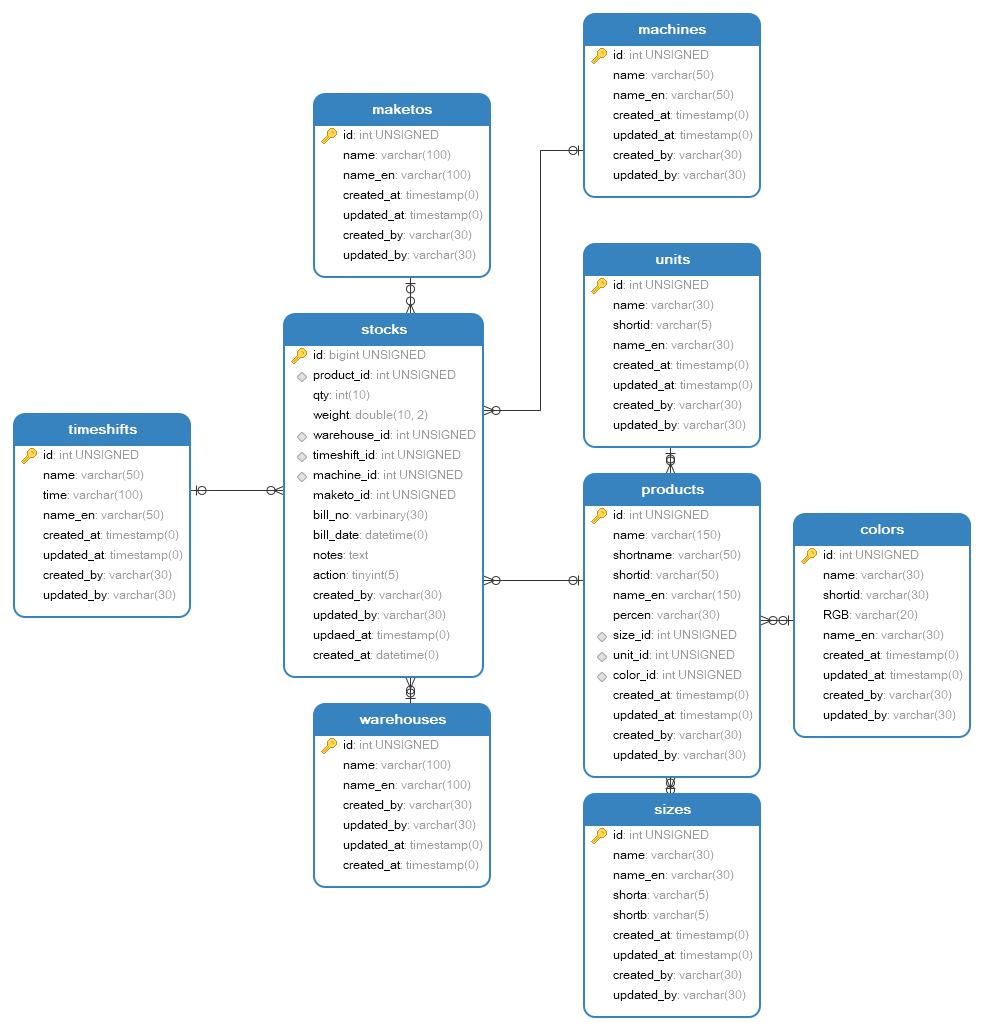 machines
id: int UNSIGNED
name: varchar(50)
name_en: varchar(50)
created_at: timestamp(0)
updated_at: timestamp(0)
created_by: varchar(30)
updated_by: varchar(30)
maketos
id: int UNSIGNED
name: varchar(100)
name_en: varchar(100)
created_at: timestamp(0)
updated_at: timestamp(0)
created_by: varchar(30)
updated_by: varchar(30)
units
id: int UNSIGNED
name: varchar(30)
shortid: varchar(5)
name_en: varchar(30)
created_at: timestamp(0)
updated_at: timestamp(0)
created_by: varchar(30)
updated_by: varchar(30)
stocks
id: bigint UNSIGNED
product_id: int UNSIGNED
qty: int(10)
weight: double(10, 2)
warehouse_id: int UNSIGNED
timeshift_id: int UNSIGNED
machine_id: int UNSIGNED
maketo_id: int UNSIGNED
bill_no: varbinary(30)
bill_date: datetime(0)
notes: text
action: tinyint(5)
created_by: varchar(30)
updated_by: varchar(30)
updaed_at: timestamp(0)
created_at: datetime(0)
timeshifts
id: int UNSIGNED
name: varchar(50)
time: varchar(100)
name_en: varchar(50)
created_at: timestamp(0)
updated_at: timestamp(0)
created_by: varchar(30)
updated_by: varchar(30)
products
id: int UNSIGNED
name: varchar(150)
shortname: varchar(50)
shortid: varchar(50)
name_en: varchar(150)
percen: varchar(30)
size_id: int UNSIGNED
unit_id: int UNSIGNED
color_id: int UNSIGNED
created_at: timestamp(0)
updated_at: timestamp(0)
created_by: varchar(30)
updated_by: varchar(30)
colors
id: int UNSIGNED
name: varchar(30)
shortid: varchar(30)
RGB: varchar(20)
name_en: varchar(30)
created_at: timestamp(0)
updated_at: timestamp(0)
created_by: varchar(30)
updated_by: varchar(30)
warehouses
id: int UNSIGNED
name: varchar(100)
name_en: varchar(100)
created_by: varchar(30)
updated_by: varchar(30)
updated_at: timestamp(0)
created_at: timestamp(0)
sizes
id: int UNSIGNED
name: varchar(30)
name_en: varchar(30)
shorta: varchar(5)
shortb: varchar(5)
created_at: timestamp(0)
updated_at: timestamp(0)
created_by: varchar(30)
updated_by: varchar(30)